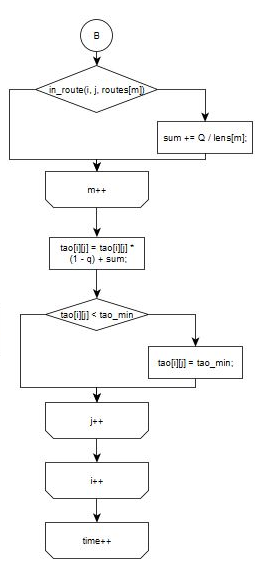 B
in_route(i, j, routes[m])
sum += Q / lens[m];
m++
tao[i][j] = tao[i][j] *
(1 - q) + sum;
tao[i][j] < tao_min
tao[i][j] = tao_min;
j++
i++
time++